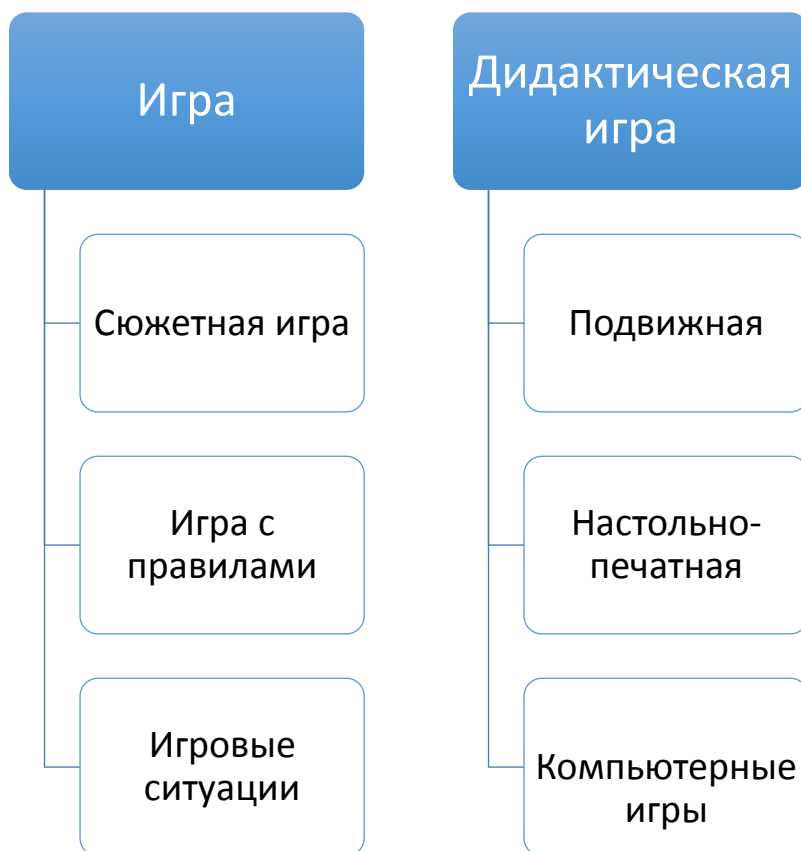 Игра
Сюжетная игра
Игра с
правилами
Игровые
ситуации
Дидактическая
игра
Подвижная
Настольно-
печатная
Компьютерные
игры